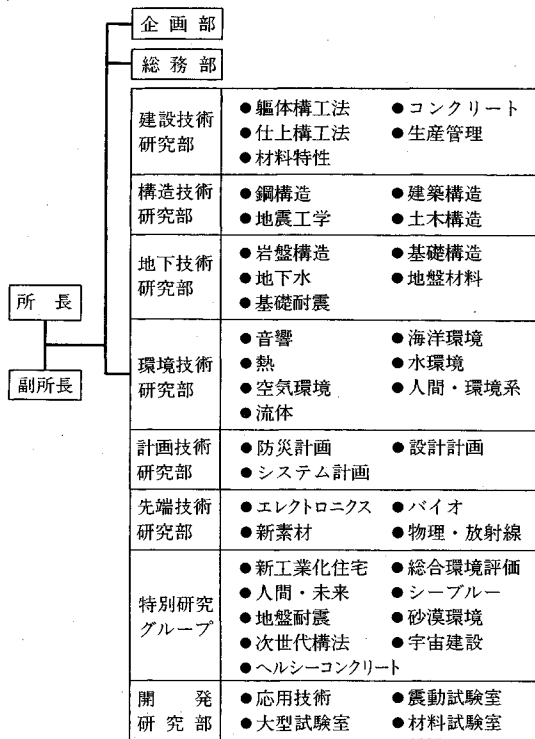 企画部
総務部
建設技術
研究部
●軀体構工法 ●コンクリート
●仕上構工法 ●生産管理
●材料特性
構造技術
研究部
●鋼構造 ●建築構造
●地震工学 ●土木構造
地下技術
研究部
●岩盤構造 ●基礎構造
●地下水 ●地盤材料
●基礎耐震
所長
副所長
環境技術
研究部
●音響 ●海洋環境
●熱 ●水環境
●空気環境 ●人間・環境系
●流体
計画技術
研究部
●防災計画 ●設計計画
●システム計画
先端技術
研究部
●エレクトロニクス ●バイオ
●新素材 ●物理・放射線
特別研究
グループ
●新工業化住宅 ●総合環境評価
●人間・未来 ●シーブルー
●地盤耐震 ●砂漠環境
●次世代構法 ●宇宙建設
●ヘルシーコンクリート
開発
研究部
●応用技術 ●震動試験室
●大型試験室 ●材料試験室